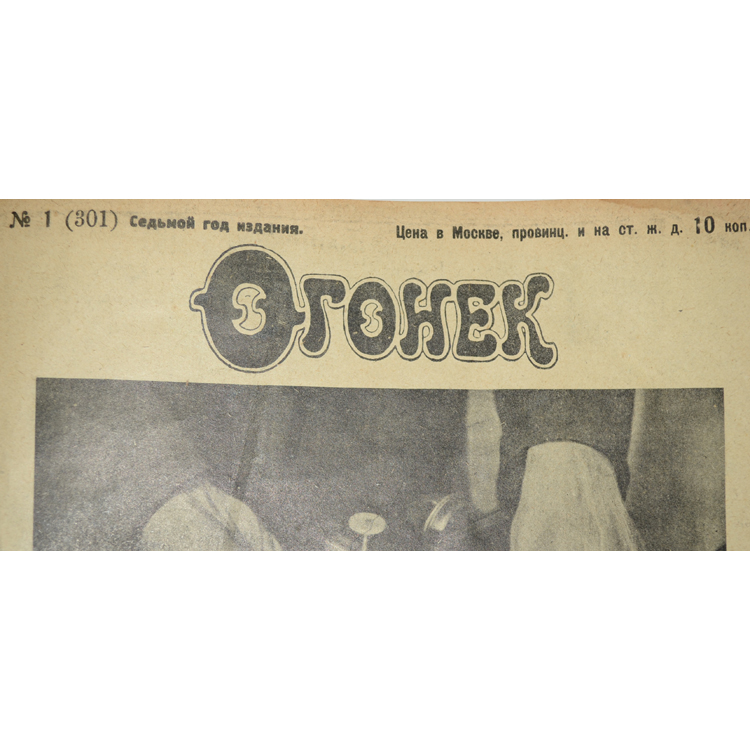 № 1 (301) Седьмой год издания.
Цена в Москве, провинц. и на ст. ж. д. 10 коп.
Огонек